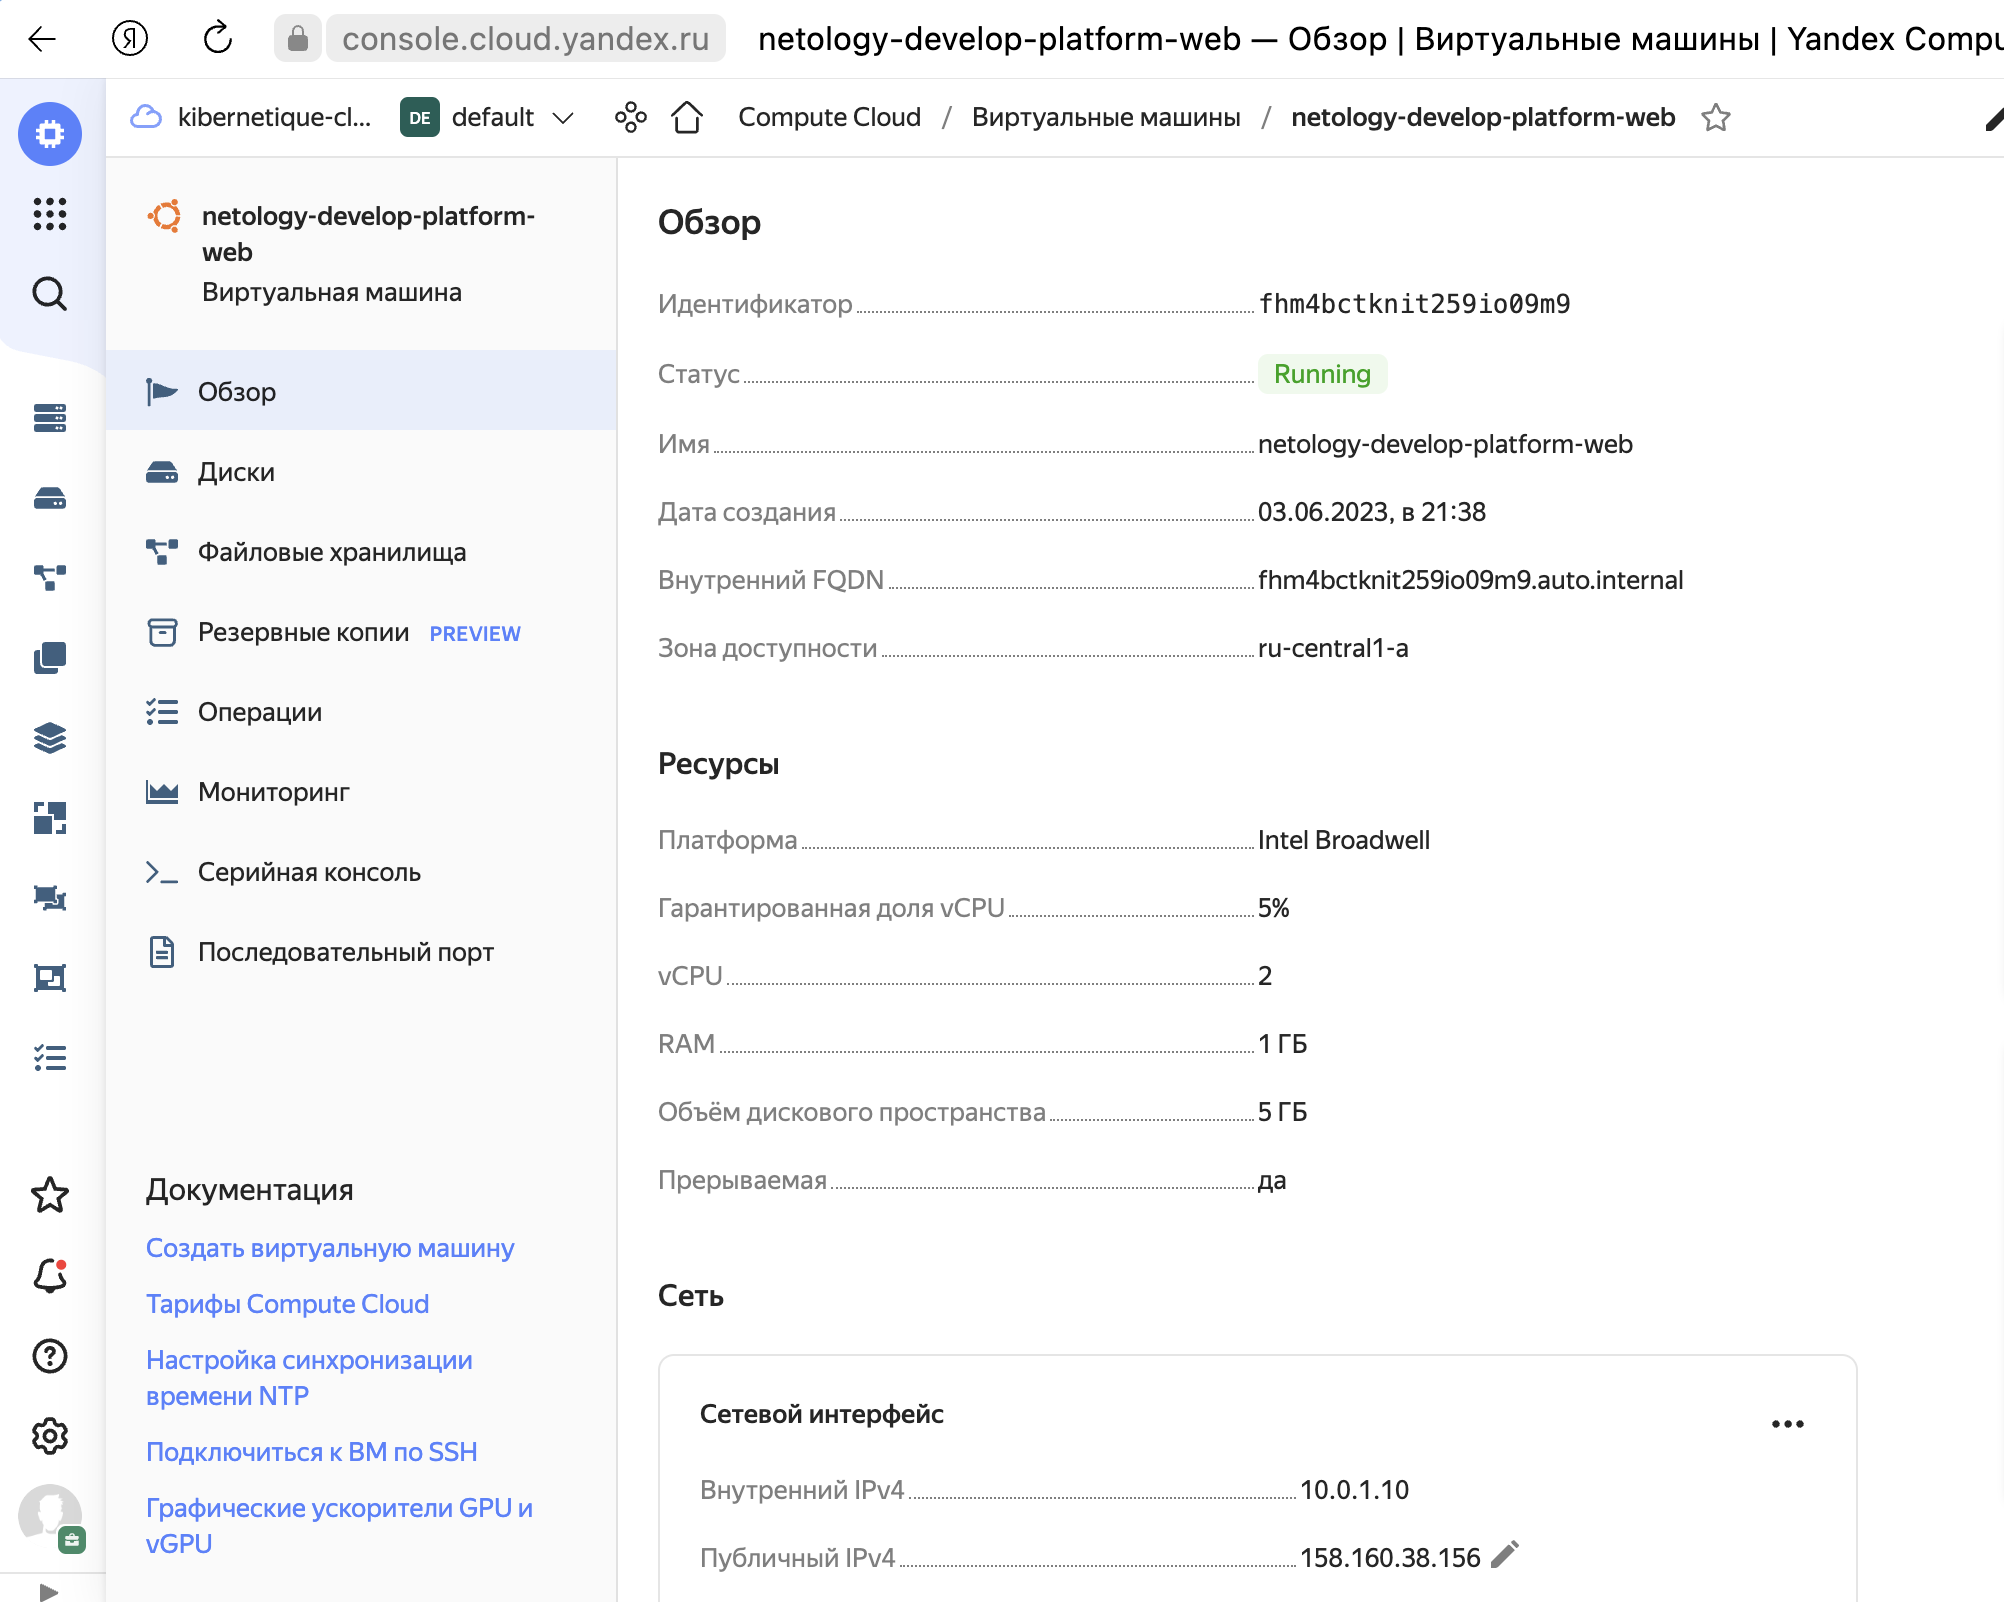 Я
console.cloud.yandex.ru
netology-develop-platform-web — Обзор | Виртуальные машины | Yandex Compu
kibernetique-cl...
DE
default
Compute Cloud / Виртуальные машины / netology-develop-platform-web
netology-develop-platform-
web
Виртуальная машина
Обзор
Диски
Файловые хранилища
Резервные копии PREVIEW
Операции
Мониторинг
Серийная консоль
Последовательный порт
Документация
Создать виртуальную машину
Тарифы Compute Cloud
Настройка синхронизации
времени NTP
Подключиться к ВМ по SSH
Графические ускорители GPU и
vGPU
Обзор
Идентификатор fhm4bctknit259io09m9
Статус Running
Имя netology-develop-platform-web
Дата создания 03.06.2023, в 21:38
Внутренний FQDN fhm4bctknit259io09m9.auto.internal
Зона доступности ru-central1-a
Ресурсы
Платформа Intel Broadwell
Гарантированная доля vCPU 5%
vCPU 2
RAM 1 ГБ
Объём дискового пространства 5 ГБ
Прерываемая да
Сеть
Сетевой интерфейс
Внутренний IPv4 10.0.1.10
Публичный IPv4 158.160.38.156